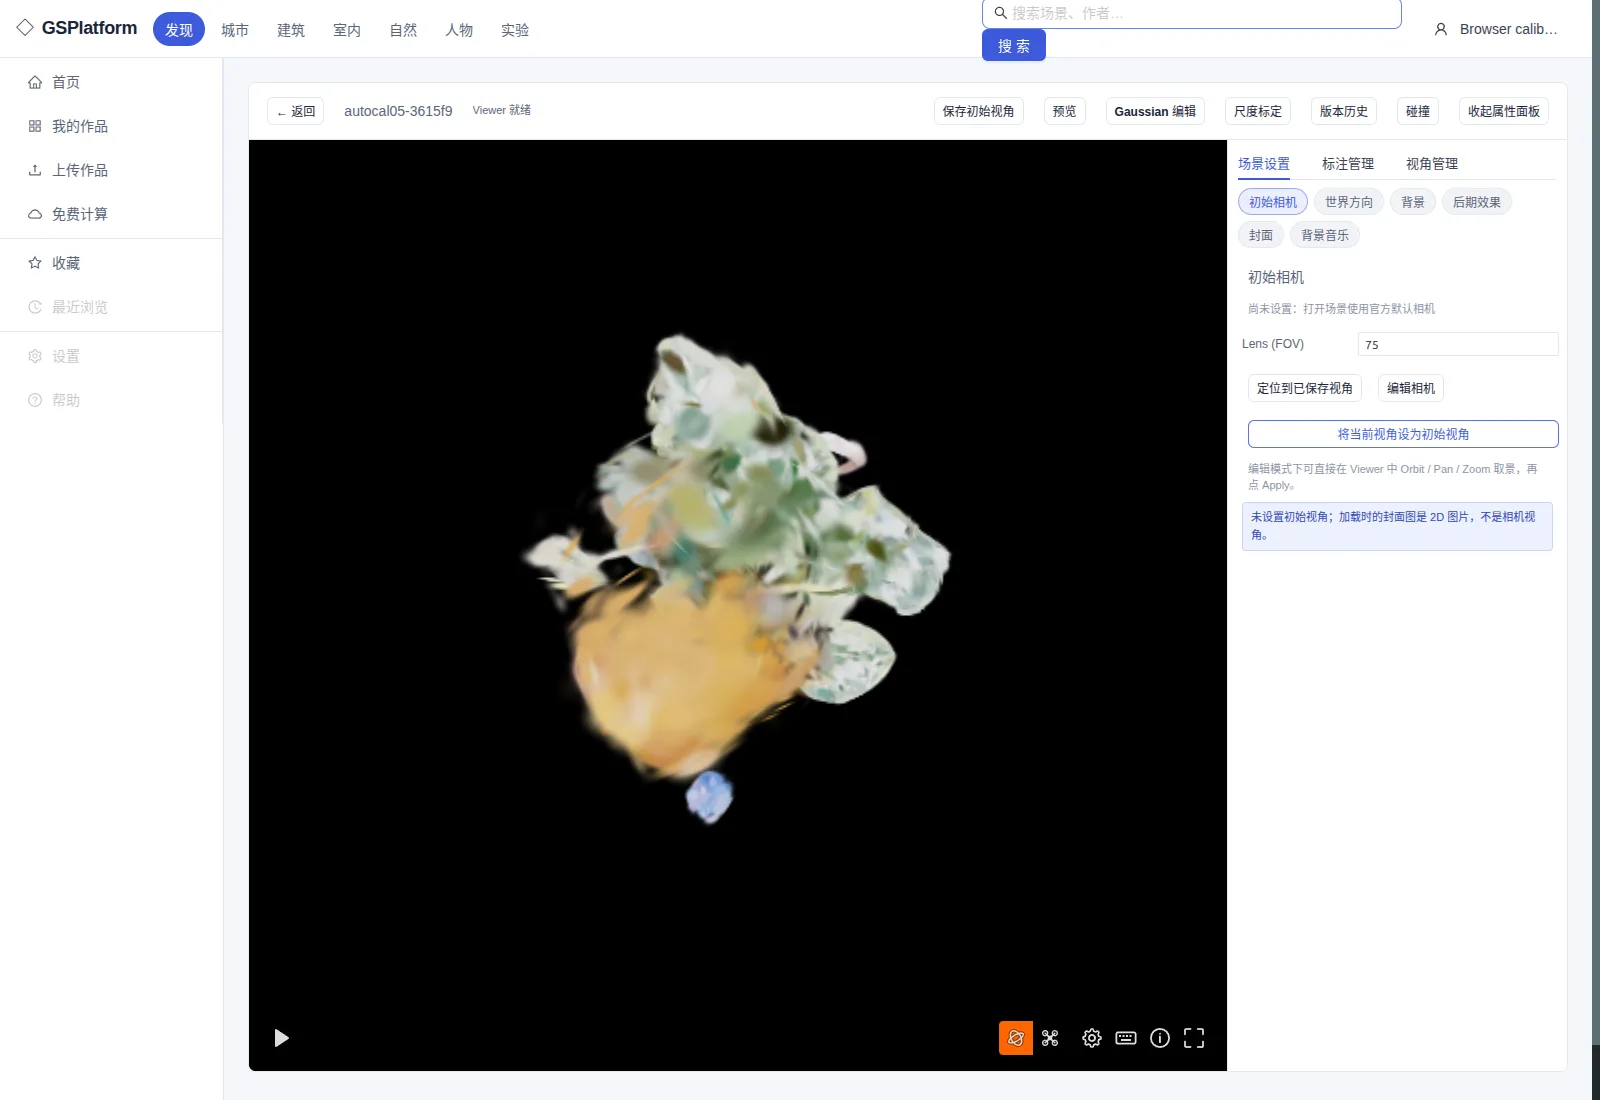 GSPlatform
发现
城市
建筑
室内
自然
人物
实验
搜索场景、作者…
搜 索
Browser calib…
首页
我的作品
上传作品
免费计算
收藏
最近浏览
设置
帮助
← 返回
autocal05-3615f9
Viewer 就绪
保存初始视角
预览
Gaussian 编辑
尺度标定
版本历史
碰撞
收起属性面板
场景设置
标注管理
视角管理
初始相机
世界方向
背景
后期效果
封面
背景音乐
初始相机
尚未设置：打开场景使用官方默认相机
Lens (FOV)
75
定位到已保存视角
编辑相机
将当前视角设为初始视角
编辑模式下可直接在 Viewer 中 Orbit / Pan / Zoom 取景，再
点 Apply。
未设置初始视角；加载时的封面图是 2D 图片，不是相机视
角。